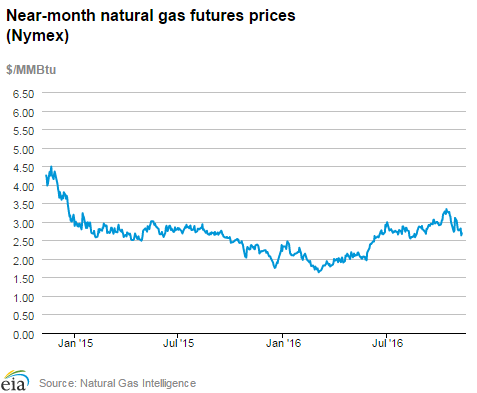 Near-month natural gas futures prices
(Nymex)
$/MMBtu
6.50
6.00
5.50
5.00
4.50
4.00
3.50
3.00
2.50
2.00
1.50
1.00
0.50
0.00
Jan '15 Jul '15 Jan '16 Jul '16
eia Source: Natural Gas Intelligence